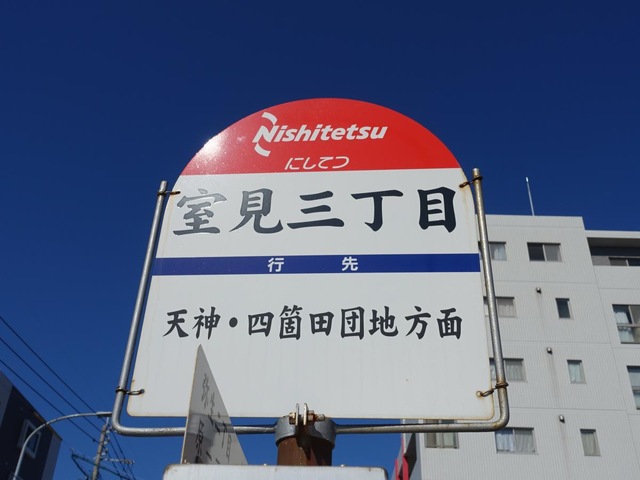 Nishitetsu
にしてつ
室見三丁目
行先
天神・四箇田団地方面